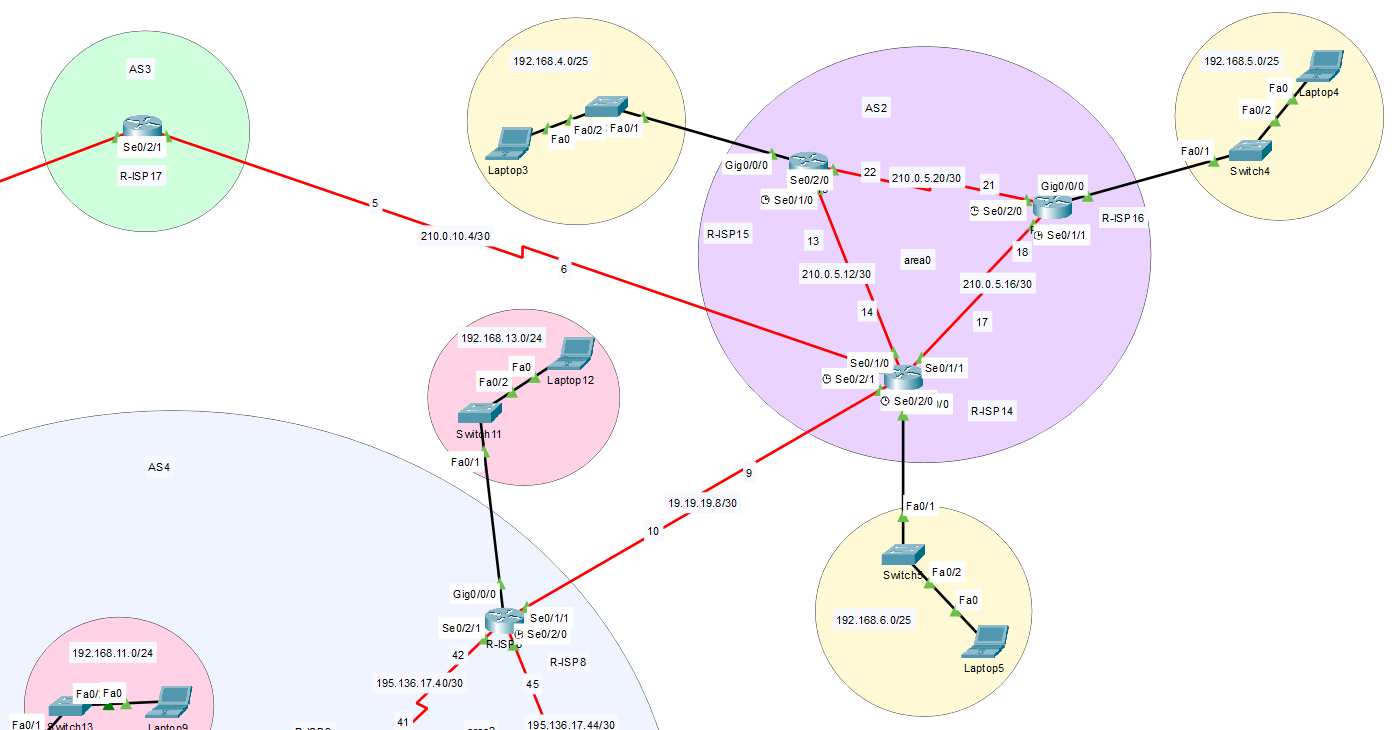 AS3
Se0/2/1
R-ISP17
5
210.0.10.4/30
6
192.168.4.0/25
Fa0/2
Fa0/1
Fa0
Laptop3
AS2
Gig0/0/0
Se0/2/0
Se0/1/0
22
210.0.5.20/30
21
Gig0/0/0
Se0/2/0
Se0/1/1
R-ISP16
R-ISP15
13
18
area0
210.0.5.12/30
210.0.5.16/30
14
17
Se0/1/0
Se0/1/1
Se0/2/1
Se0/2/0
/0
R-ISP14
192.168.5.0/25
Fa0
Laptop4
Fa0/2
Fa0/1
Switch4
192.168.13.0/24
Fa0
Laptop12
Fa0/2
Switch11
Fa0/1
AS4
9
19.19.19.8/30
10
Fa0/1
Switch5
Fa0/2
Fa0
192.168.6.0/25
Laptop5
Gig0/0/0
Se0/1/1
Se0/2/1
Se0/2/0
R-ISP8
42
195.136.17.40/30
45
41
195.136.17.44/30
192.168.11.0/24
Fa0/
Fa0
Fa0/1
Switch13
Laptop9